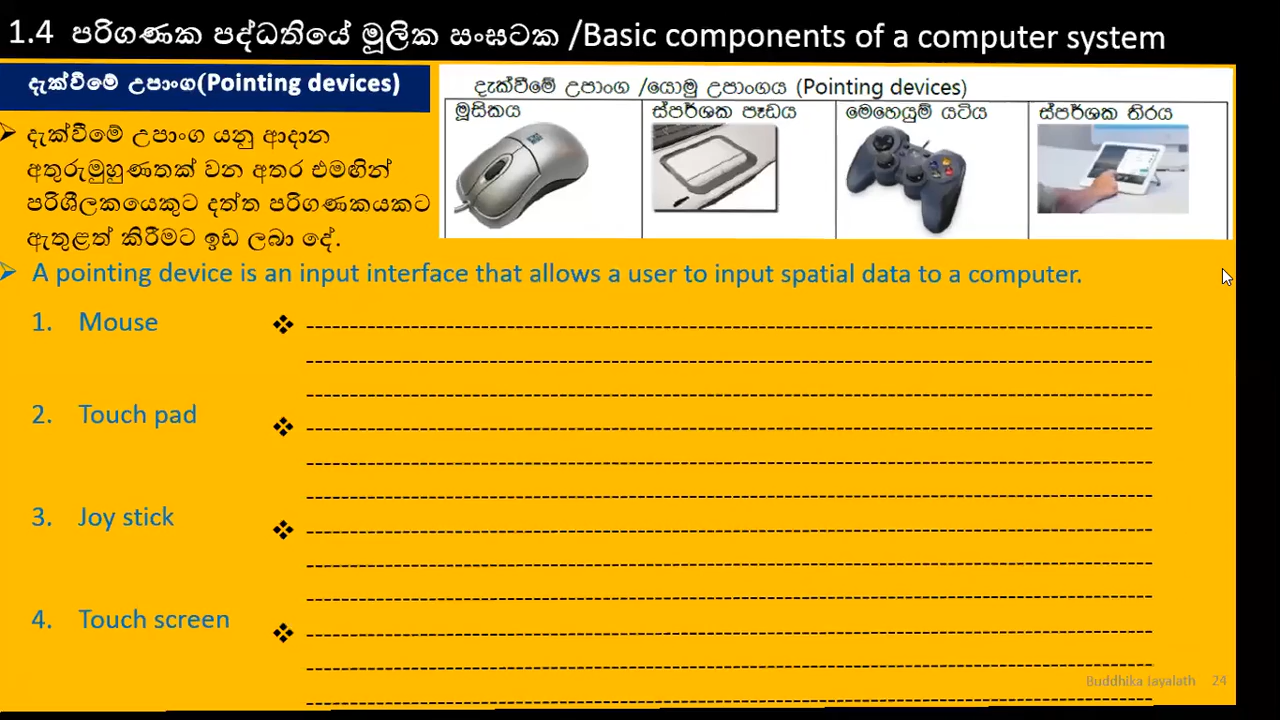 1.4 පරිගණක පද්ධතියේ මූලික සංඝටක /Basic components of a computer system
දැක්වීමේ උපාංග(Pointing devices)
දැක්වීමේ උපාංග යනු ආදාන
අතුරුමුහුණතක් වන අතර එමඟින්
පරිශීලකයෙකුට දත්ත පරිගණකයකට
ඇතුළත් කිරීමට ඉඩ ලබා දේ.
දැක්වීමේ උපාංග /යොමු උපාංගය (Pointing devices)
මූසිකය ස්පර්ශක පෑඩය මෙහෙයුම් යටිය ස්පර්ශක තිරය
A pointing device is an input interface that allows a user to input spatial data to a computer.
1. Mouse
2. Touch pad
3. Joy stick
4. Touch screen
Buddhika Jayalath 24